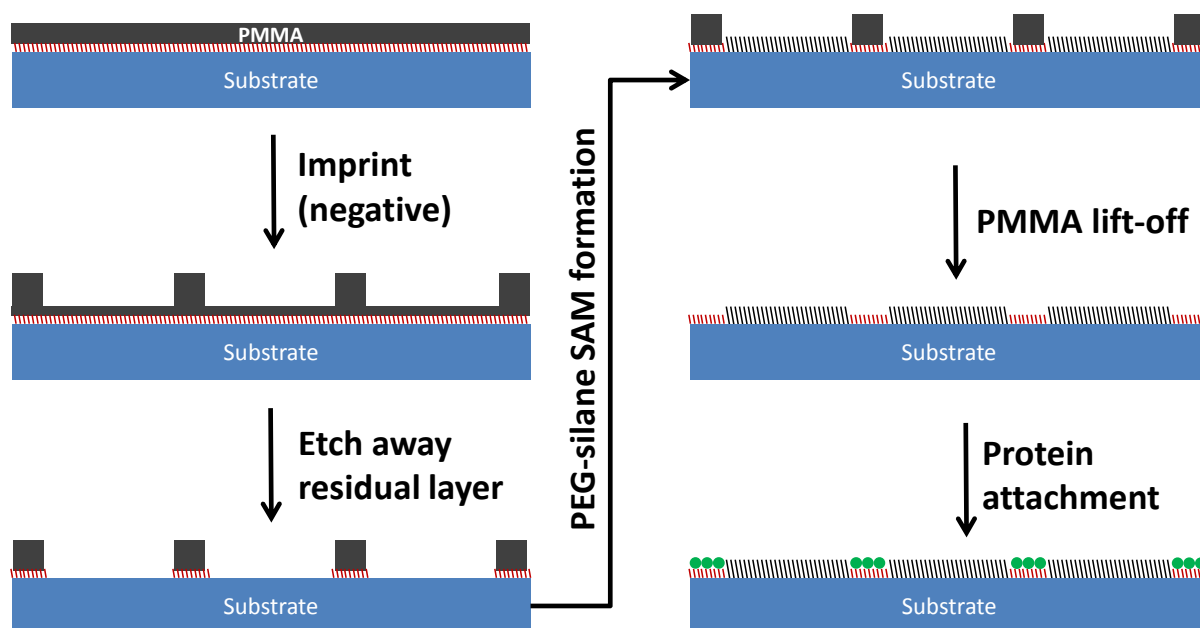 PMMA
Substrate
Imprint
(negative)
Substrate
Etch away
residual layer
Substrate
PEG-silane SAM formation
Substrate
PMMA lift-off
Substrate
Protein
attachment
Substrate